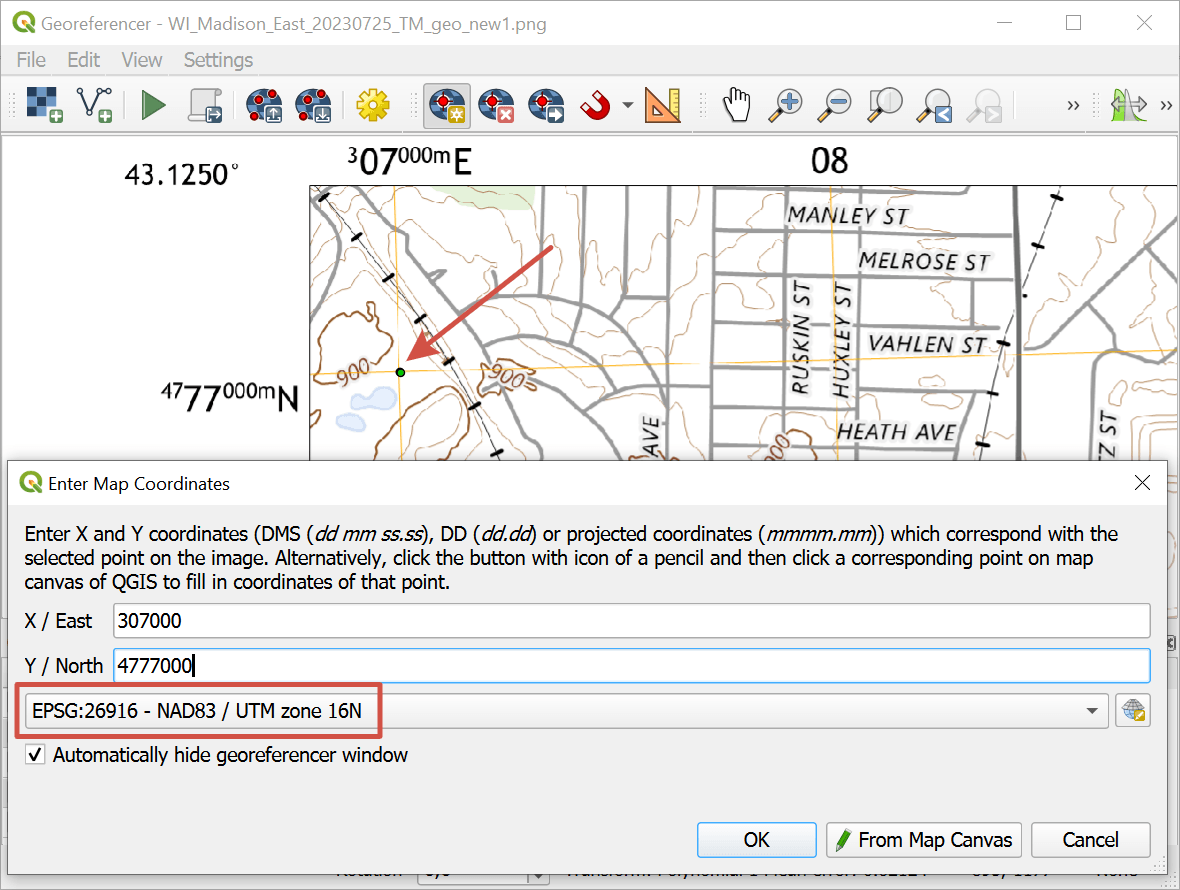 Georeferencer - WI_Madison_East_20230725_TM_geo_new1.png
File Edit View Settings
»
»
43.1250°
³07⁰⁰⁰ᵐE
08
MANLEY ST
MELROSE ST
RUSKIN ST
HUXLEY ST
VAHLEN ST
900
900
⁴⁷77⁰⁰⁰ᵐN
AVE
HEATH AVE
TZ ST
00
Enter Map Coordinates
Enter X and Y coordinates (DMS (dd mm ss.ss), DD (dd.dd) or projected coordinates (mmmm.mm)) which correspond with the
selected point on the image. Alternatively, click the button with icon of a pencil and then click a corresponding point on map
canvas of QGIS to fill in coordinates of that point.
X / East 307000
Y / North 4777000
EPSG:26916 - NAD83 / UTM zone 16N
Automatically hide georeferencer window
OK From Map Canvas Cancel